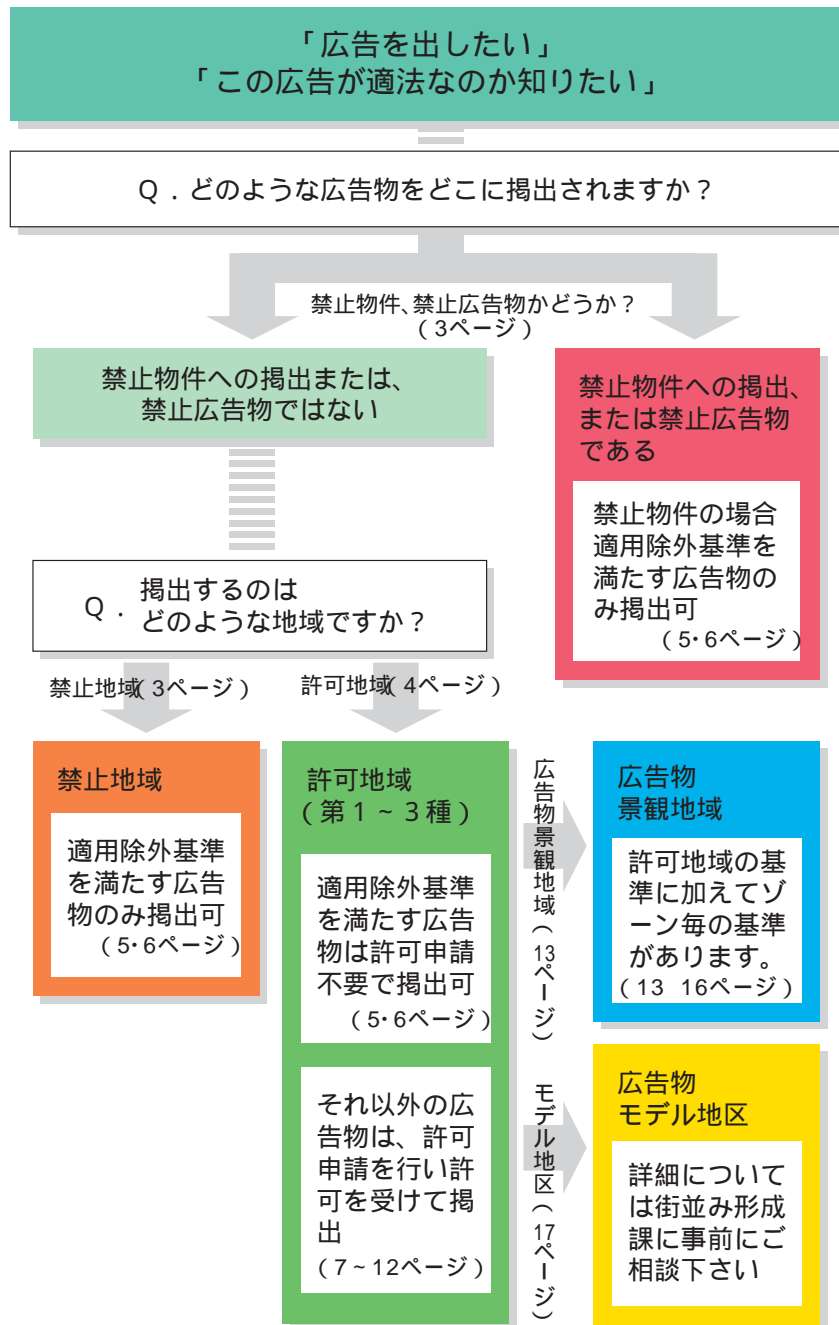 「広告を出したい」
「この広告が適法なのか知りたい」
Q．どのような広告物をどこに掲出されますか？
禁止物件、禁止広告物かどうか？
（3ページ）
禁止物件への掲出または、
禁止広告物ではない
禁止物件への掲出、
または禁止広告物
である
禁止物件の場合
適用除外基準を
満たす広告物の
み掲出可
（5・6ページ）
Q．掲出するのは
どのような地域ですか？
禁止地域（3ページ）
許可地域（4ページ）
禁止地域
適用除外基準
を満たす広告
物のみ掲出可
（5・6ページ）
許可地域
（第1～3種）
適用除外基準
を満たす広告
物は許可申請
不要で掲出可
（5・6ページ）
それ以外の広
告物は、許可
申請を行い許
可を受けて掲
出
（7～12ページ）
広告物景観地域（13ページ）
広告物
景観地域
許可地域の基
準に加えてゾ
ーン毎の基準
があります。
（13 16ページ）
モデル地区（17ページ）
広告物
モデル地区
詳細について
は街並み形成
課に事前にご
相談下さい